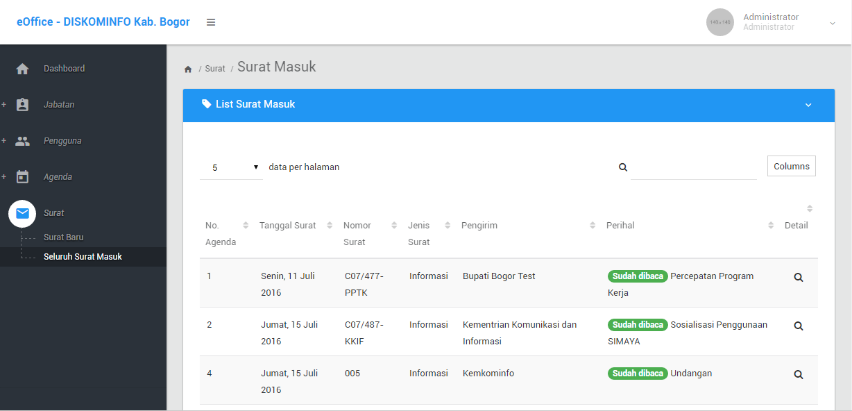 eOffice - DISKOMINFO Kab. Bogor
Administrator
Administrator
Dashboard
/ Surat / Surat Masuk
+ Jabatan
List Surat Masuk
+ Pengguna
5 data per halaman
Columns
+ Agenda
Surat
Surat Baru
Seluruh Surat Masuk
No. Agenda
Tanggal Surat
Nomor Surat
Jenis Surat
Pengirim
Perihal
Detail
1 Senin, 11 Juli C07/477- Informasi Bupati Bogor Test Sudah dibaca Percepatan Program
2016 PPTK Kerja
2 Jumat, 15 Juli C07/487- Informasi Kementrian Komunikasi dan Sudah dibaca Sosialisasi Penggunaan
2016 KKIF Informasi SIMAYA
4 Jumat, 15 Juli 005 Informasi Kemkominfo Sudah dibaca Undangan
2016